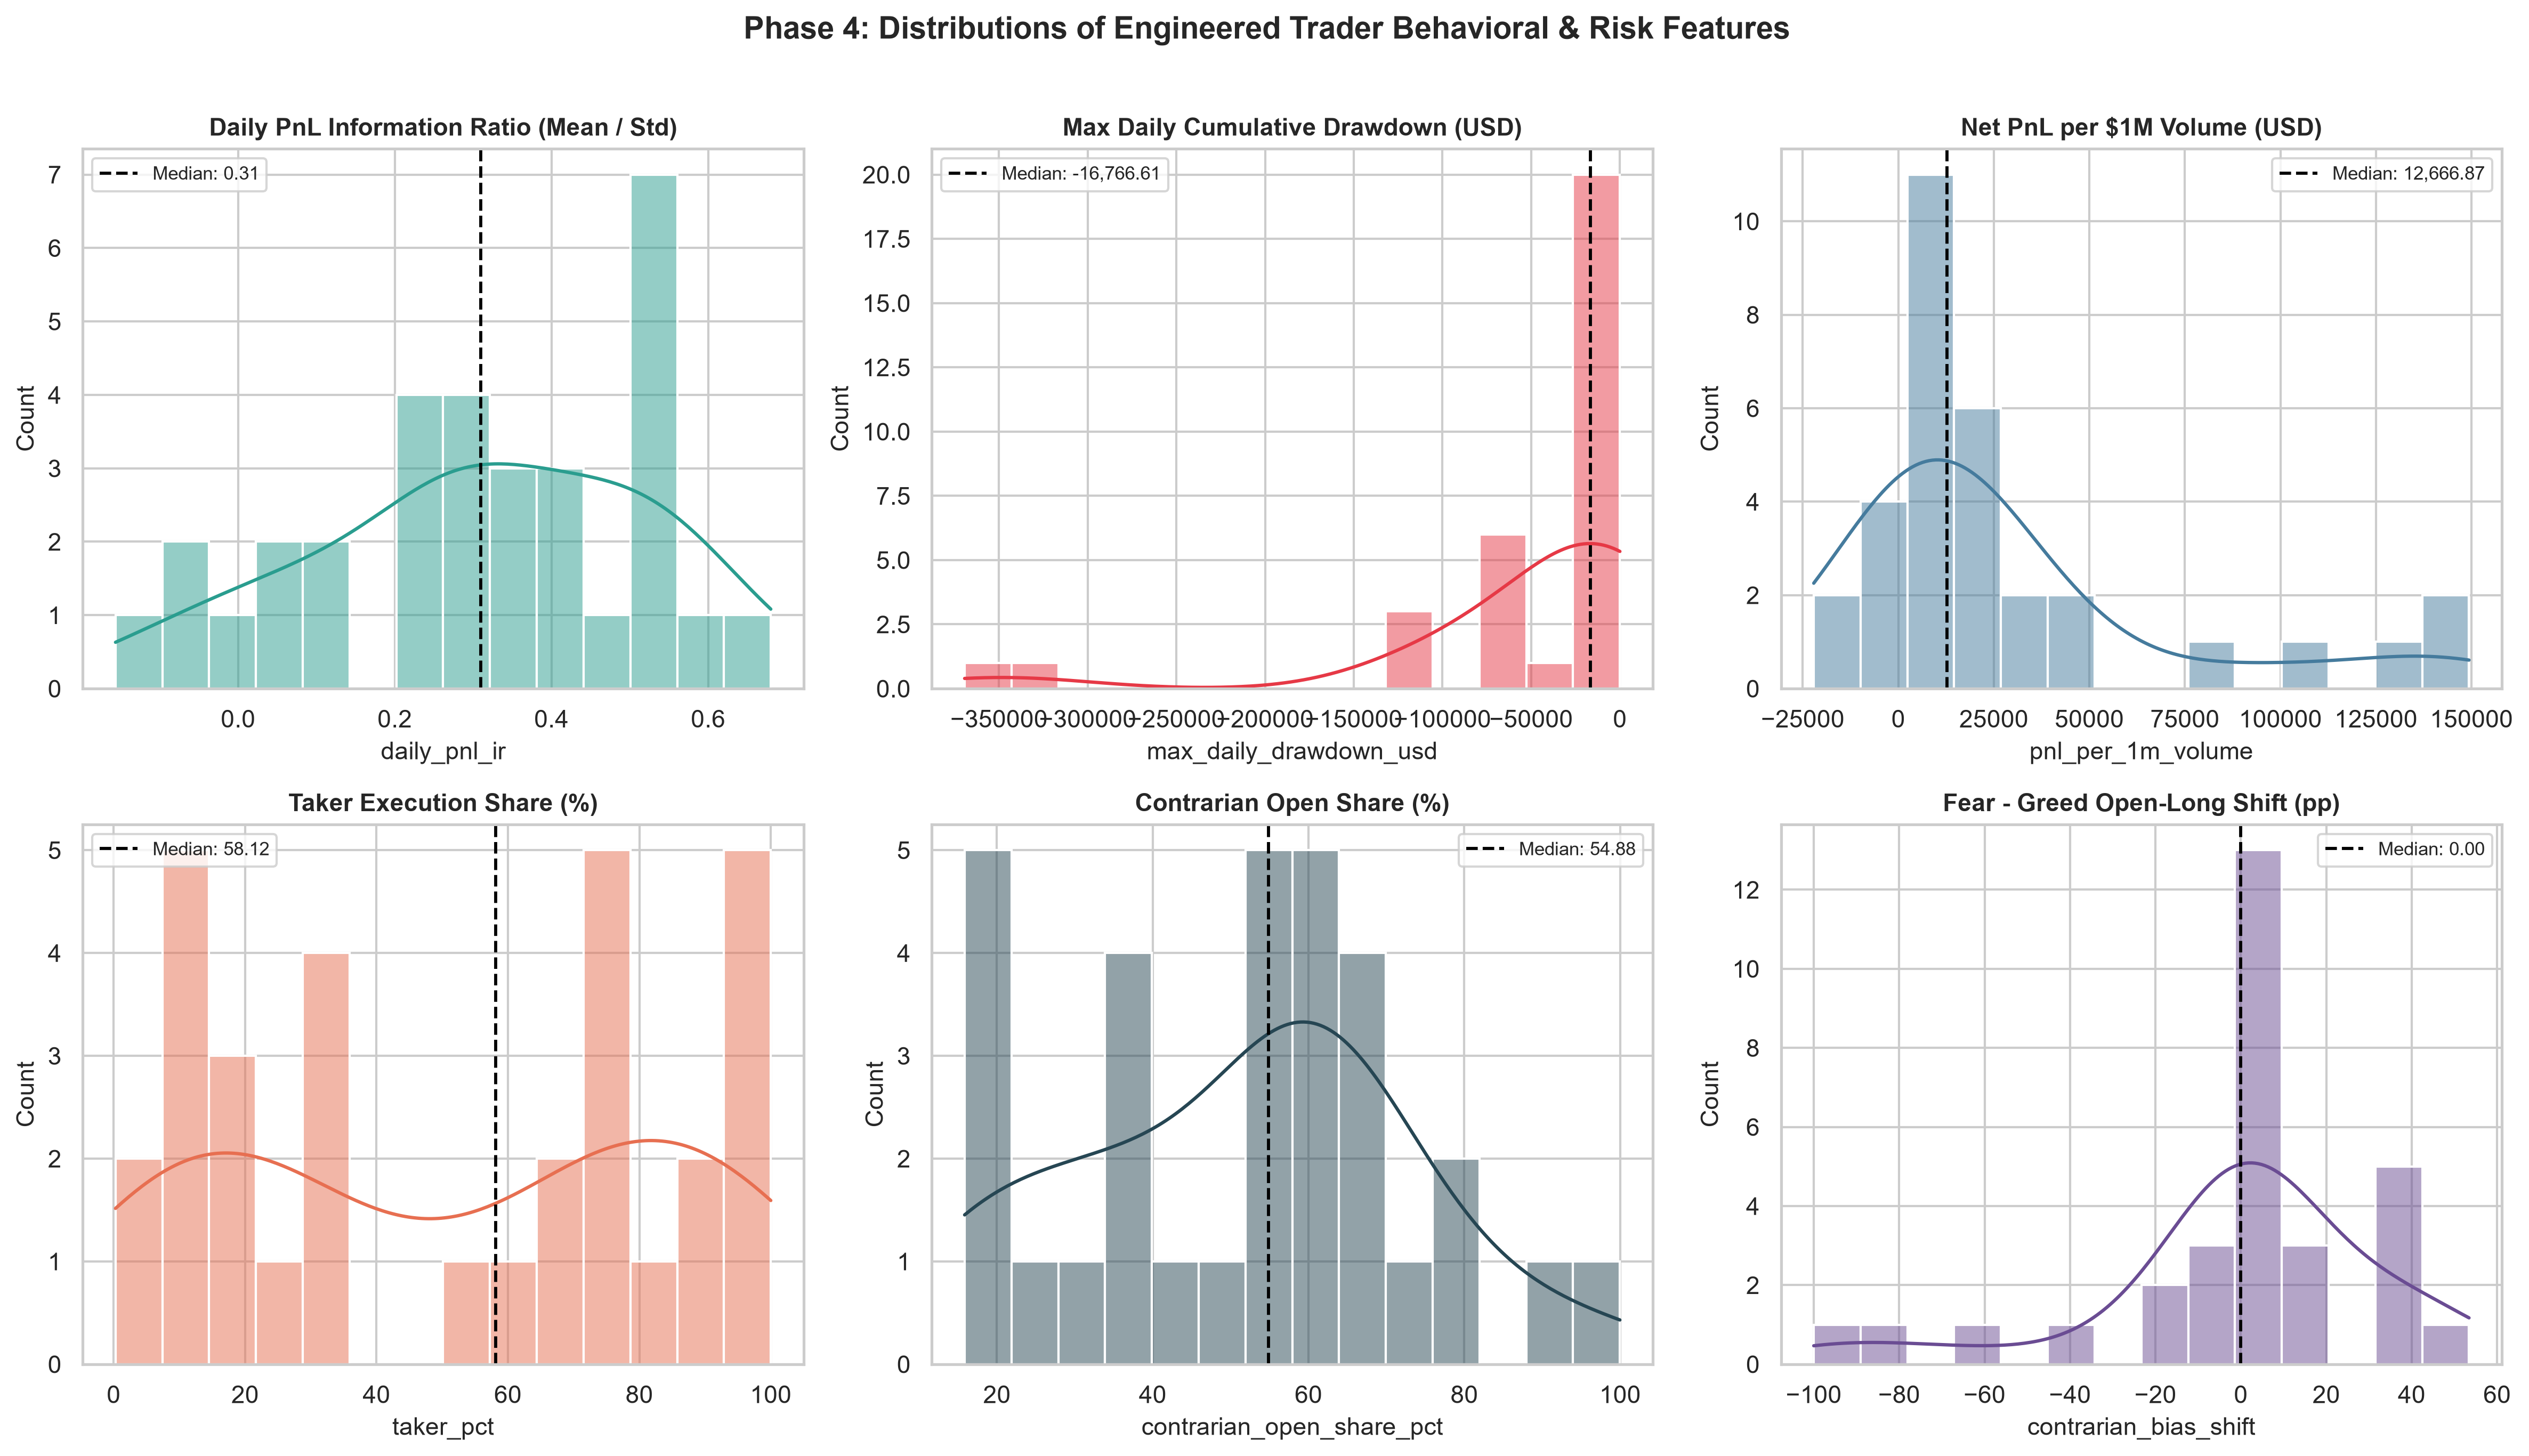 Phase 4: Distributions of Engineered Trader Behavioral & Risk Features
Daily PnL Information Ratio (Mean / Std)
Median: 0.31
7
6
5
4
3
2
1
0
Count
0.0 0.2 0.4 0.6
daily_pnl_ir
Max Daily Cumulative Drawdown (USD)
Median: -16,766.61
20.0
17.5
15.0
12.5
10.0
7.5
5.0
2.5
0.0
Count
−350000 −300000 −250000 −200000 −150000 −100000 −50000 0
max_daily_drawdown_usd
Net PnL per $1M Volume (USD)
Median: 12,666.87
10
8
6
4
2
0
Count
−25000 0 25000 50000 75000 100000 125000 150000
pnl_per_1m_volume
Taker Execution Share (%)
Median: 58.12
5
4
3
2
1
0
Count
0 20 40 60 80 100
taker_pct
Contrarian Open Share (%)
Median: 54.88
5
4
3
2
1
0
Count
20 40 60 80 100
contrarian_open_share_pct
Fear - Greed Open-Long Shift (pp)
Median: 0.00
12
10
8
6
4
2
0
Count
−100 −80 −60 −40 −20 0 20 40 60
contrarian_bias_shift